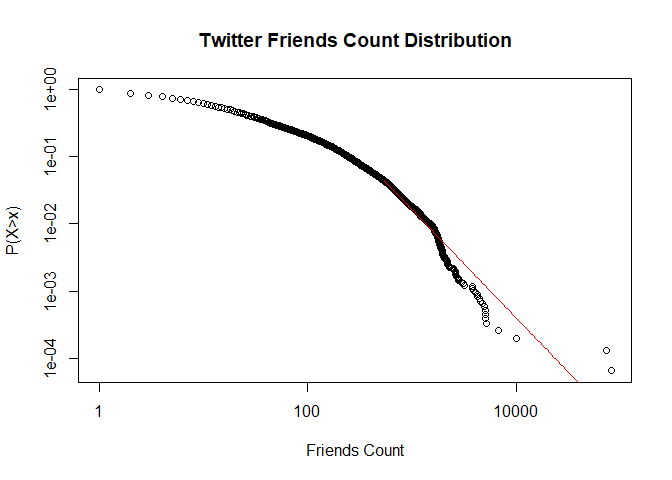 Twitter Friends Count Distribution
P(X>x)
1e+00
1e-01
1e-02
1e-03
1e-04
1
100
10000
Friends Count